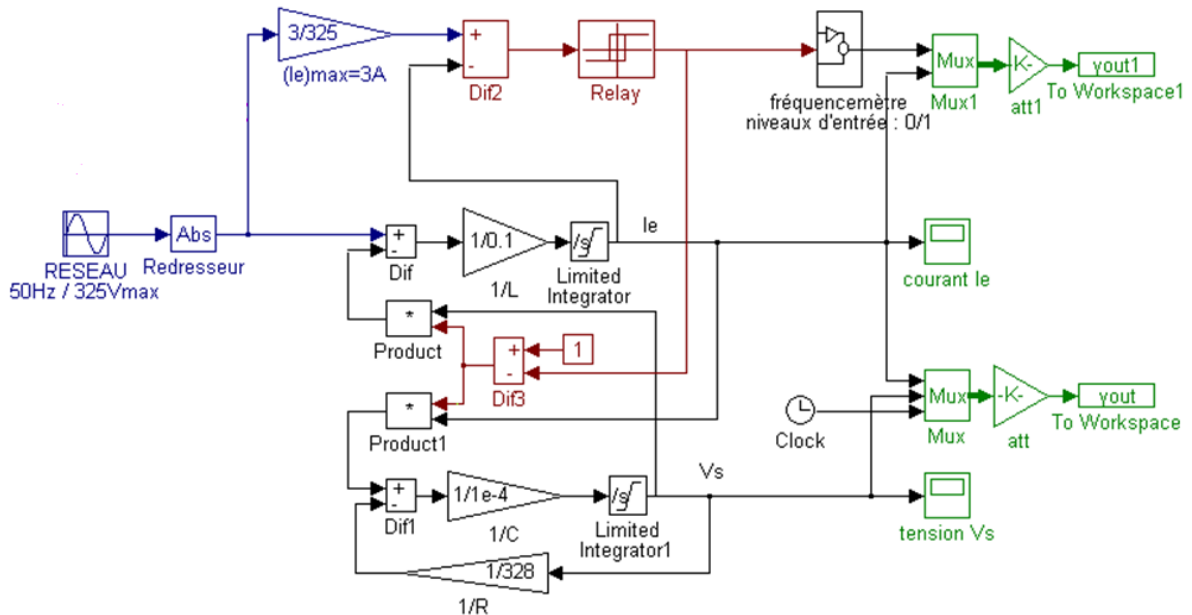 3/325
(Ie)max=3A
+
-
Dif2
Relay
fréquencemètre
niveaux d'entrée : 0/1
Mux
Mux1
-K-
att1
yout1
To Workspace1
RESEAU
50Hz / 325Vmax
Abs
Redresseur
+
-
Dif
1/0.1
1/L
/s
Limited
Integrator
Ie
courant Ie
*
Product
+
-
Dif3
1
*
Product1
Clock
Mux
Mux
-K-
att
yout
To Workspace
+
-
Dif1
1/1e-4
1/C
/s
Limited
Integrator1
Vs
tension Vs
1/328
1/R